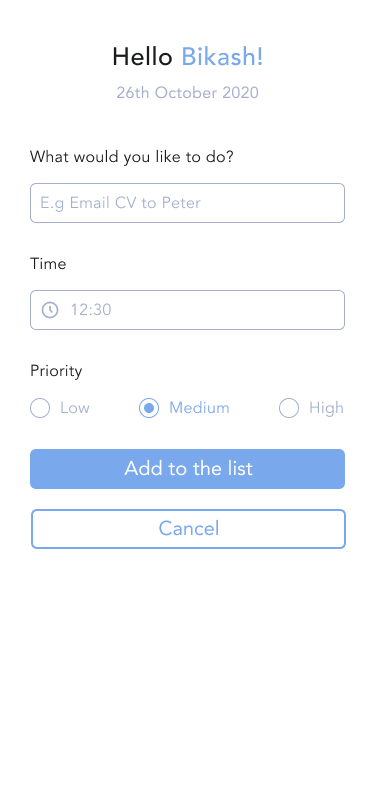 Hello Bikash!
26th October 2020
What would you like to do?
E.g Email CV to Peter
Time
12:30
Priority
Low Medium High
Add to the list
Cancel